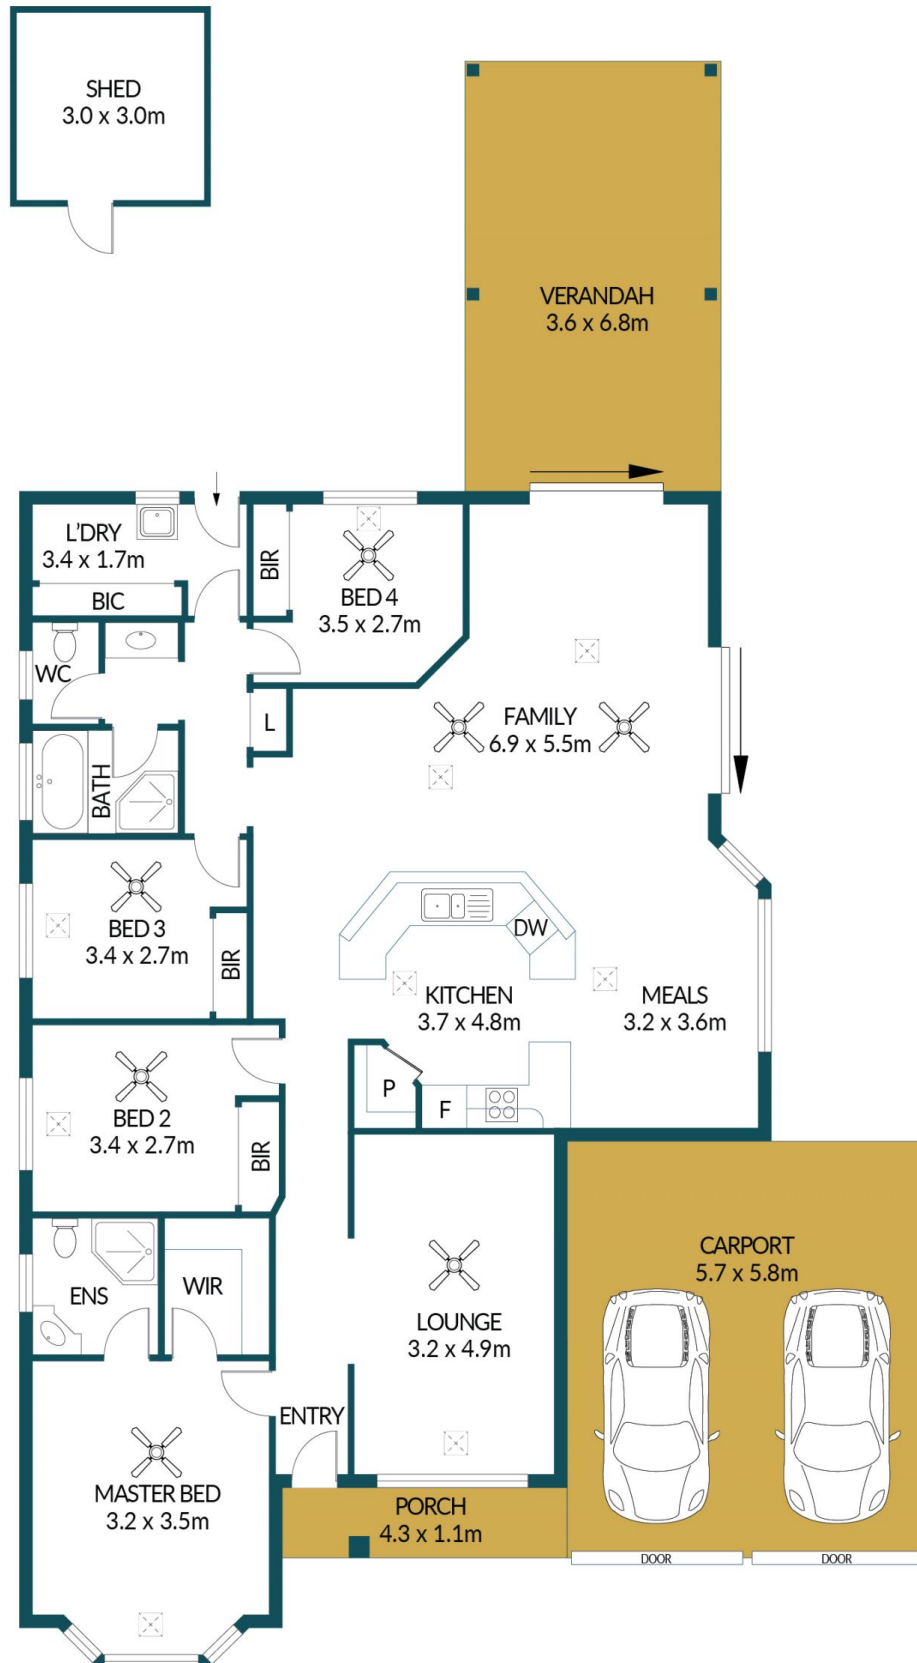 SHED
3.0 x 3.0m
VERANDAH
3.6 x 6.8m
L'DRY
3.4 x 1.7m
BIC
BIR
BED 4
3.5 x 2.7m
WC
L
FAMILY
6.9 x 5.5m
BATH
BED 3
3.4 x 2.7m
BIR
DW
KITCHEN
3.7 x 4.8m
MEALS
3.2 x 3.6m
P
F
BED 2
3.4 x 2.7m
BIR
ENS
WIR
CARPORT
5.7 x 5.8m
LOUNGE
3.2 x 4.9m
ENTRY
MASTER BED
3.2 x 3.5m
PORCH
4.3 x 1.1m
DOOR
DOOR